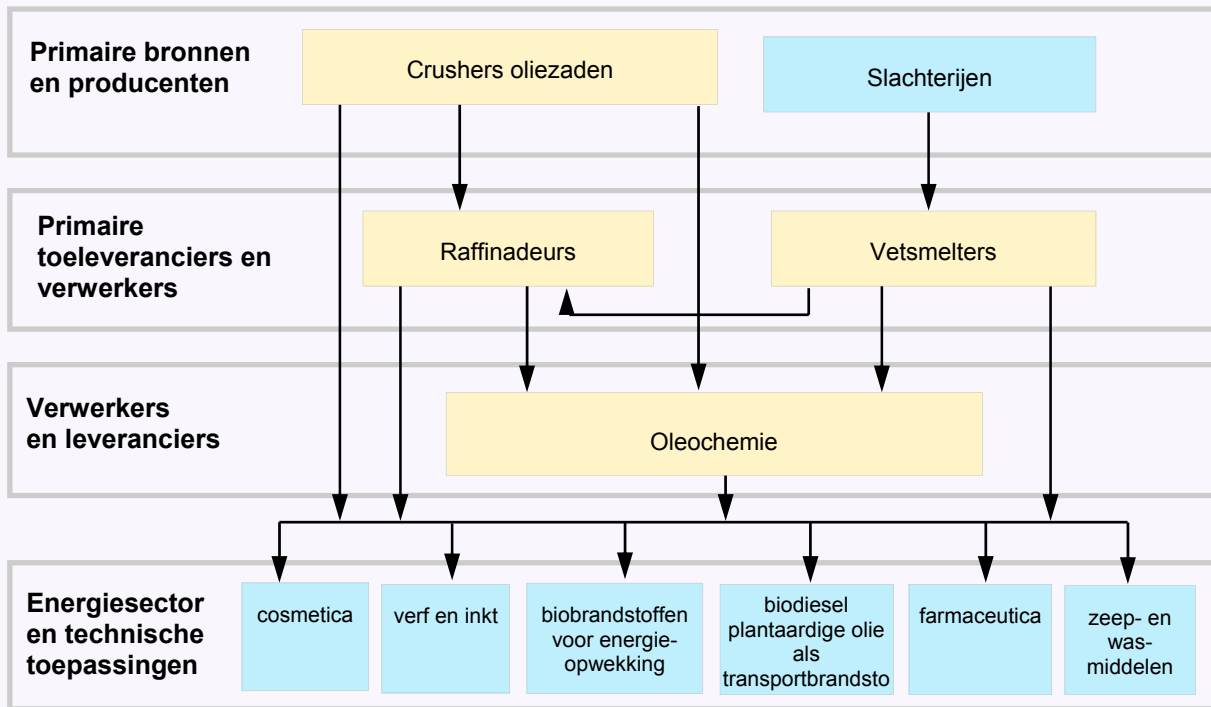 Primaire bronnen
en producenten
Crushers oliezaden
Slachterijen
Primaire
toeleveranciers en
verwerkers
Raffinadeurs
Vetsmelters
Verwerkers
en leveranciers
Oleochemie
Energiesector
en technische
toepassingen
cosmetica
verf en inkt
biobrandstoffen
voor energie-
opwekking
biodiesel
plantaardige olie
als
transportbrandsto
farmaceutica
zeep- en
was-
middelen